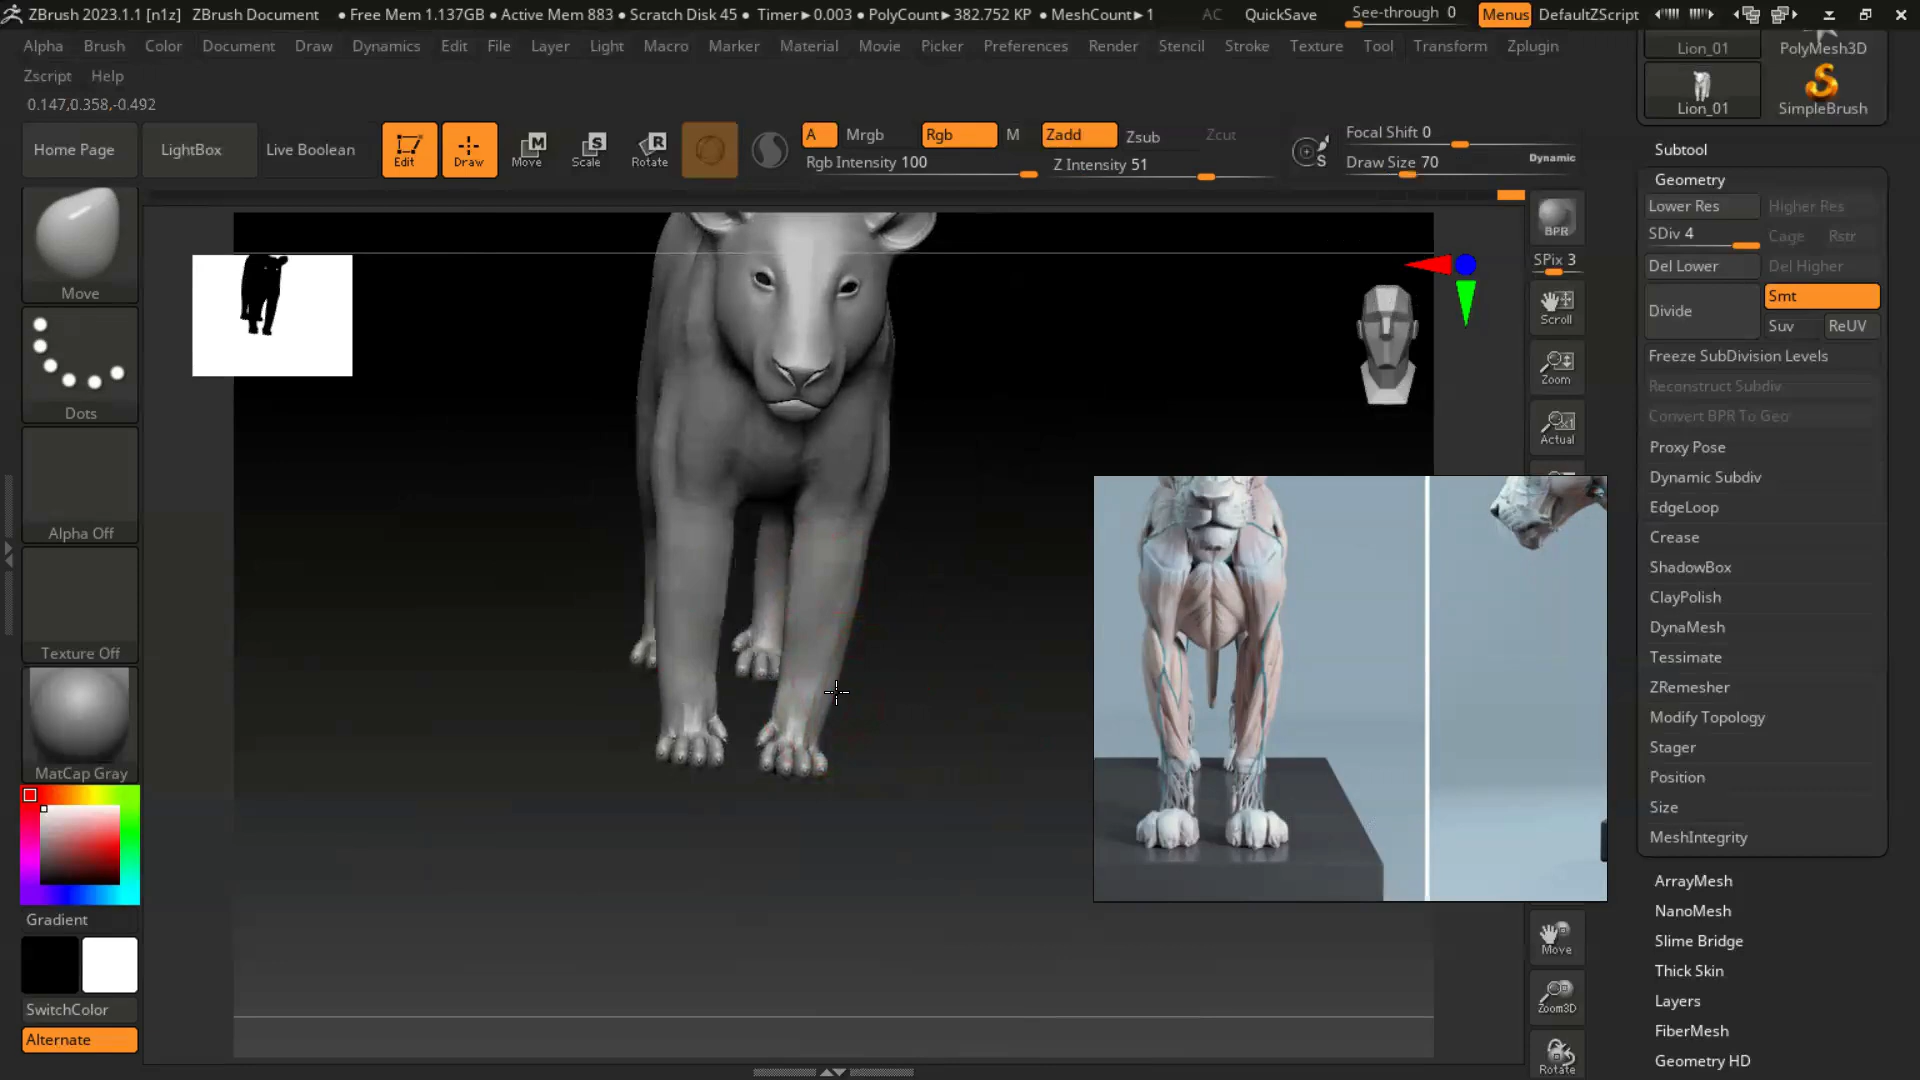 ZBrush 2023.1.1 [n1z] ZBrush Document • Free Mem 1.137GB • Active Mem 883 • Scratch Disk 45 • Timer▸0.003 • PolyCount▸382.752 KP • MeshCount▸1 AC QuickSave See-through 0 Menus DefaultZScript
Alpha Brush Color Document Draw Dynamics Edit File Layer Light Macro Marker Material Movie Picker Preferences Render Stencil Stroke Texture Tool Transform Zplugin
Zscript Help
0.147,0.358,-0.492
Home Page LightBox Live Boolean Edit Draw Move Scale Rotate A Mrgb Rgb M Zadd Zsub Zcut Focal Shift 0
Rgb Intensity 100 Z Intensity 51 S Draw Size 70 Dynamic
Move
Dots
Alpha Off
Texture Off
MatCap Gray
Gradient
SwitchColor
Alternate
BPR
SPix 3
Scroll
Zoom
Actual
Move
Zoom3D
Rotate
Lion_01 PolyMesh3D
Lion_01 SimpleBrush
Subtool
Geometry
Lower Res Higher Res
SDiv 4 Cage Rstr
Del Lower Del Higher
Divide Smt
Suv ReUV
Freeze SubDivision Levels
Reconstruct Subdiv
Convert BPR To Geo
Proxy Pose
Dynamic Subdiv
EdgeLoop
Crease
ShadowBox
ClayPolish
DynaMesh
Tessimate
ZRemesher
Modify Topology
Stager
Position
Size
MeshIntegrity
ArrayMesh
NanoMesh
Slime Bridge
Thick Skin
Layers
FiberMesh
Geometry HD